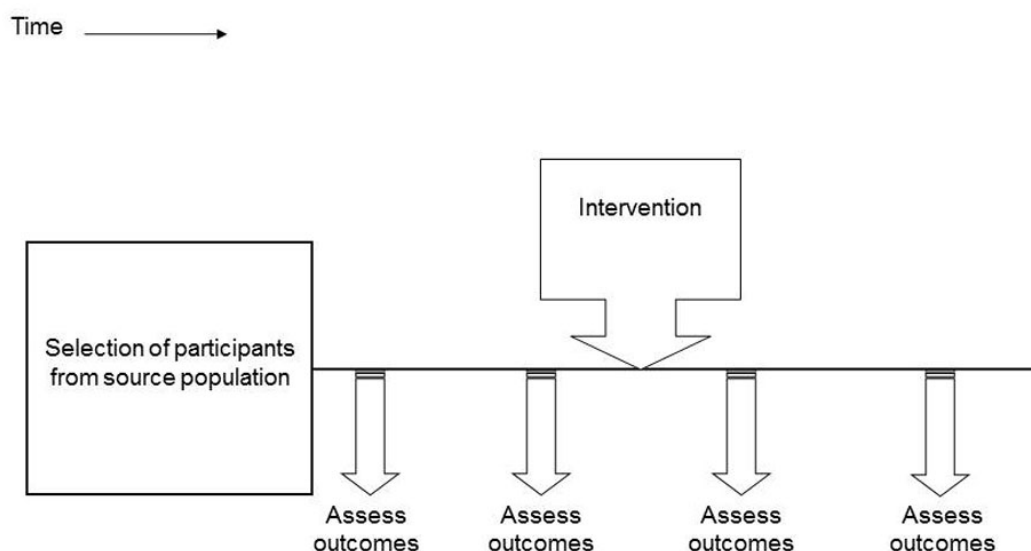 Time
Intervention
Selection of participants
from source population
Assess
outcomes
Assess
outcomes
Assess
outcomes
Assess
outcomes